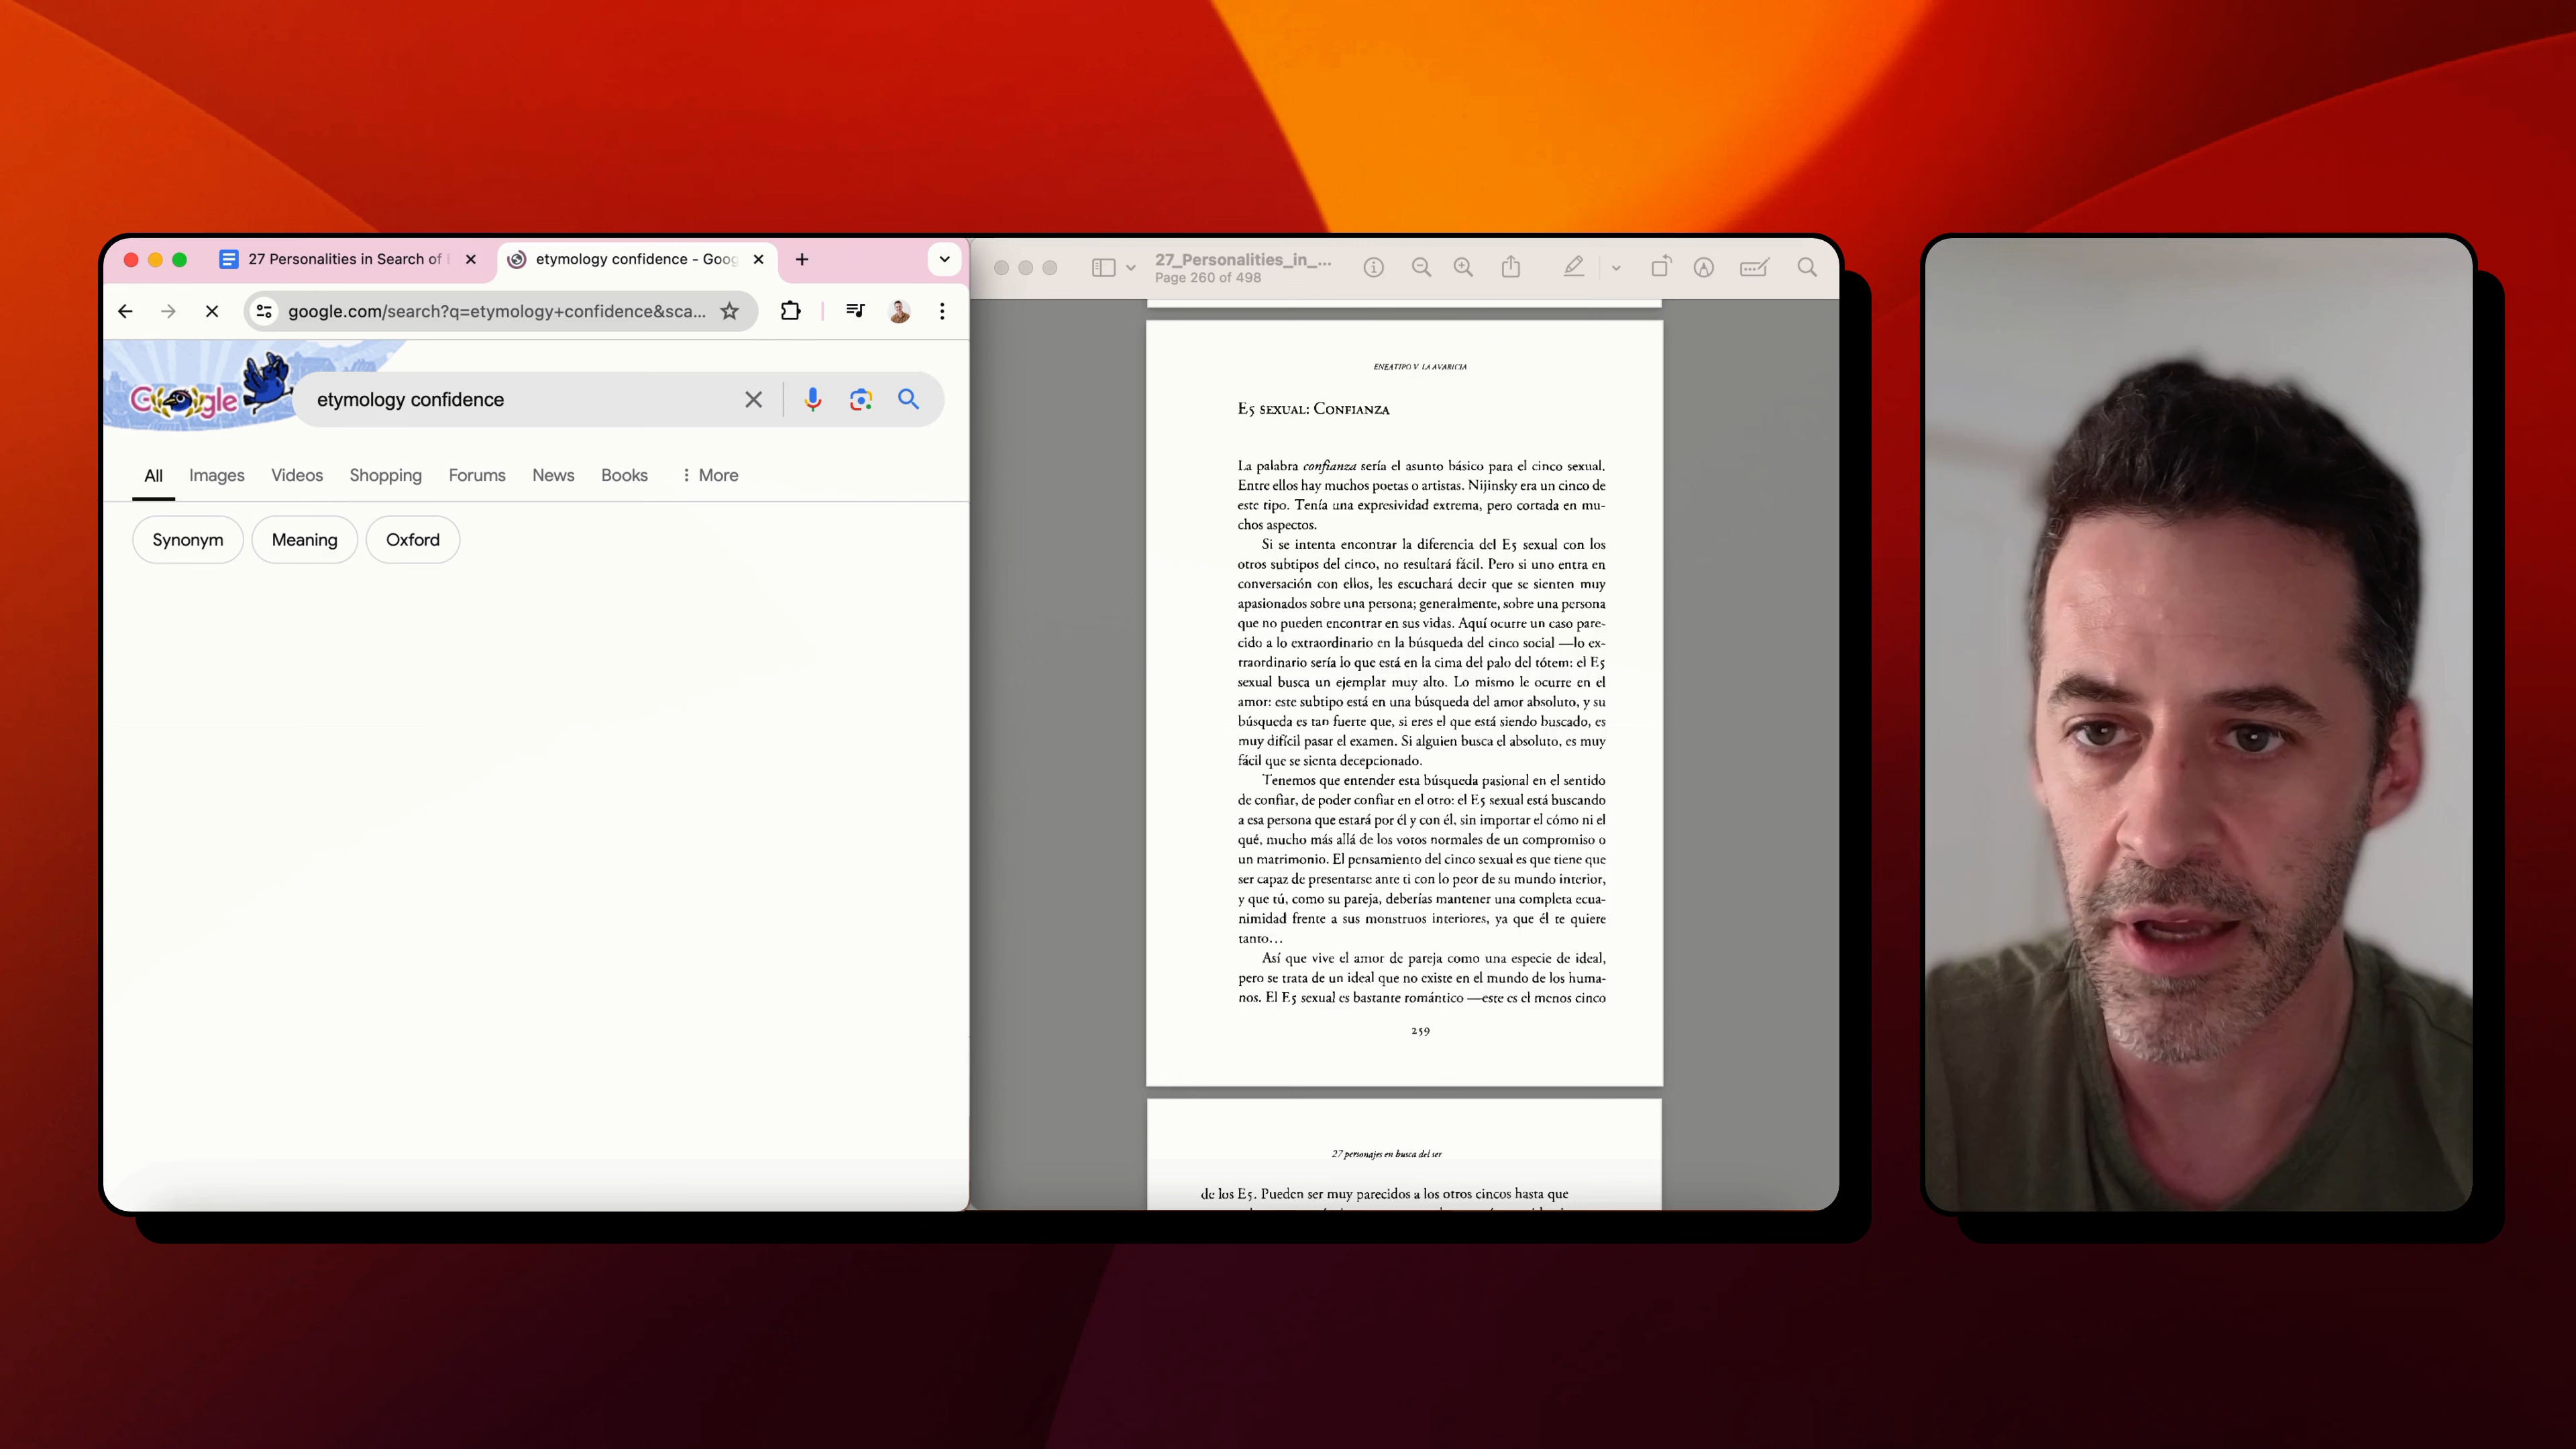 27 Personalities in Search of
etymology confidence - Goog
google.com/search?q=etymology+confidence&sca...
Google
etymology confidence
All Images Videos Shopping Forums News Books More
Synonym Meaning Oxford
27_Personalities_in_...
Page 260 of 498
ENEATIPO V. LA AVARICIA
E5 SEXUAL: CONFIANZA
La palabra confianza sería el asunto básico para el cinco sexual.
Entre ellos hay muchos poetas o artistas. Nijinsky era un cinco de
este tipo. Tenía una expresividad extrema, pero cortada en mu-
chos aspectos.
Si se intenta encontrar la diferencia del E5 sexual con los
otros subtipos del cinco, no resultará fácil. Pero si uno entra en
conversación con ellos, les escuchará decir que se sienten muy
apasionados sobre una persona; generalmente, sobre una persona
que no pueden encontrar en sus vidas. Aquí ocurre un caso pare-
cido a lo extraordinario en la búsqueda del cinco social —lo ex-
traordinario sería lo que está en la cima del palo del tótem: el E5
sexual busca un ejemplar muy alto. Lo mismo le ocurre en el
amor: este subtipo está en una búsqueda del amor absoluto, y su
búsqueda es tan fuerte que, si eres el que está siendo buscado, es
muy difícil pasar el examen. Si alguien busca el absoluto, es muy
fácil que se sienta decepcionado.
Tenemos que entender esta búsqueda pasional en el sentido
de confiar, de poder confiar en el otro: el E5 sexual está buscando
a esa persona que estará por él y con él, sin importar el cómo ni el
qué, mucho más allá de los votos normales de un compromiso o
un matrimonio. El pensamiento del cinco sexual es que tiene que
ser capaz de presentarse ante ti con lo peor de su mundo interior,
y que tú, como su pareja, deberías mantener una completa ecua-
nimidad frente a sus monstruos interiores, ya que él te quiere
tanto…
Así que vive el amor de pareja como una especie de ideal,
pero se trata de un ideal que no existe en el mundo de los huma-
nos. El E5 sexual es bastante romántico —este es el menos cinco
259
27 personajes en busca del ser
de los E5. Pueden ser muy parecidos a los otros cincos hasta que